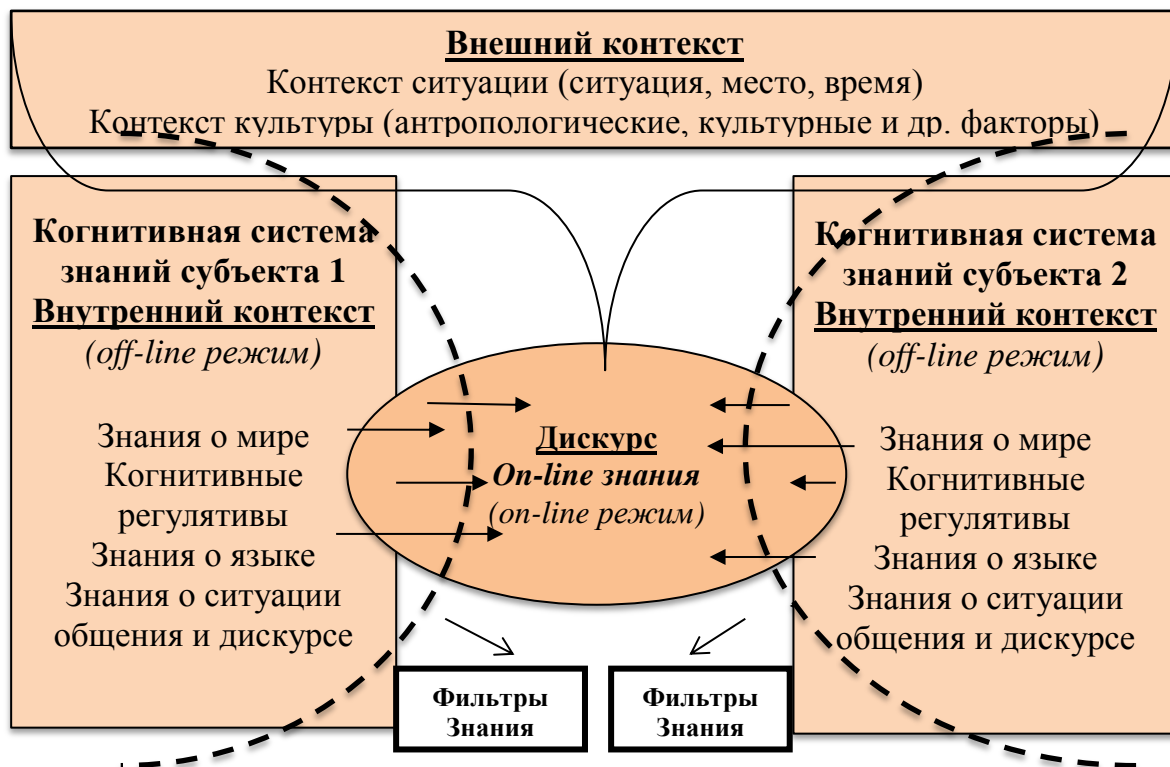 Внешний контекст
Контекст ситуации (ситуация, место, время)
Контекст культуры (антропологические, культурные и др. факторы)
Когнитивная система
знаний субъекта 1
Внутренний контекст
(off-line режим)
Знания о мире
Когнитивные
регулятивы
Знания о языке
Знания о ситуации
общения и дискурсе
Дискурс
On-line знания
(on-line режим)
Когнитивная система
знаний субъекта 2
Внутренний контекст
(off-line режим)
Знания о мире
Когнитивные
регулятивы
Знания о языке
Знания о ситуации
общения и дискурсе
Фильтры
Знания
Фильтры
Знания